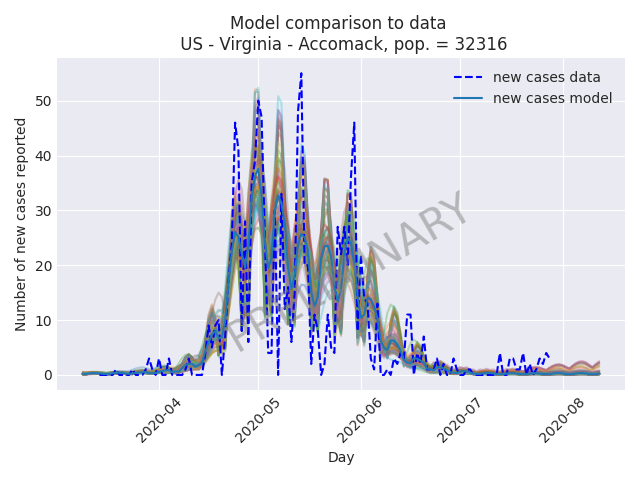 Model comparison to data
US - Virginia - Accomack, pop. = 32316
new cases data
new cases model
Number of new cases reported
50
40
30
20
10
0
PRELIMINARY
2020-04
2020-05
2020-06
2020-07
2020-08
Day